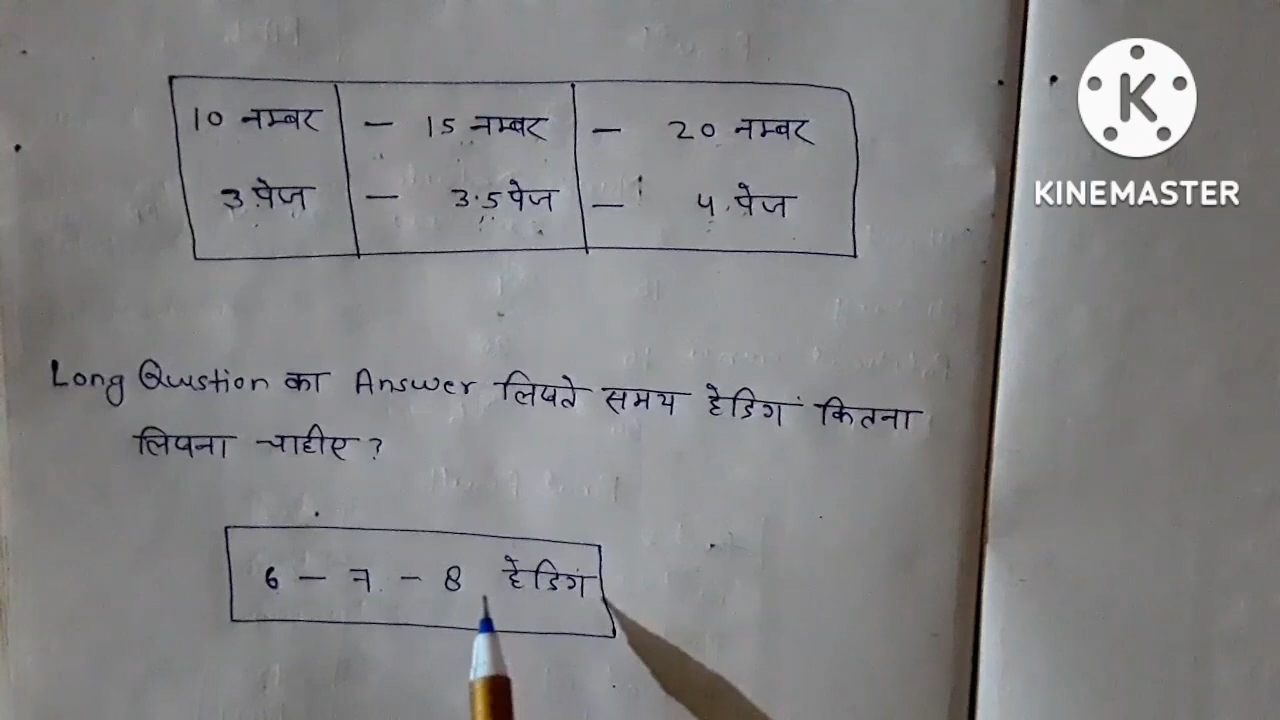 10 नम्बर - 15 नम्बर - 20 नम्बर
3 पेज - 3.5 पेज - 4 पेज
Long Question का Answer लिखते समय हेडिगं कितना
लिखना चाहीए ?
6 - 7 - 8 हेडिगं
K
KINEMASTER